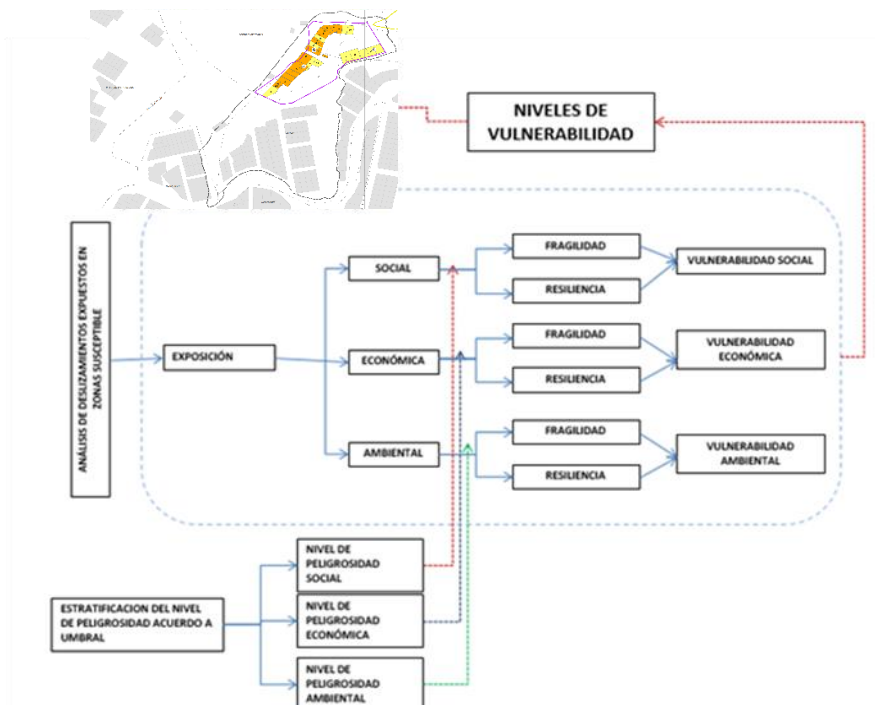 NIVELES DE
VULNERABILIDAD
ANÁLISIS DE DESLIZAMIENTOS EXPUESTOS EN
ZONAS SUSCEPTIBLE
EXPOSICIÓN
SOCIAL
ECONÓMICA
AMBIENTAL
FRAGILIDAD
RESILIENCIA
FRAGILIDAD
RESILIENCIA
FRAGILIDAD
RESILIENCIA
VULNERABILIDAD SOCIAL
VULNERABILIDAD
ECONÓMICA
VULNERABILIDAD
AMBIENTAL
ESTRATIFICACION DEL NIVEL
DE PELIGROSIDAD ACUERDO A
UMBRAL
NIVEL DE
PELIGROSIDAD
SOCIAL
NIVEL DE
PELIGROSIDAD
ECONÓMICA
NIVEL DE
PELIGROSIDAD
AMBIENTAL